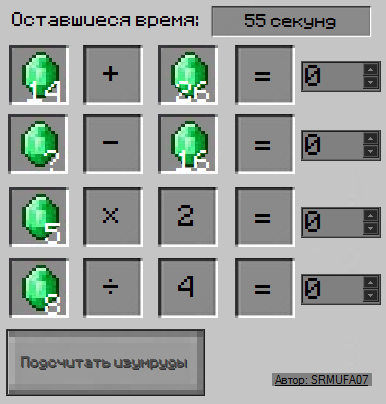 Оставшиеся время: 55 секунд
14 + 26 = 0
7 - 16 = 0
5 × 2 = 0
8 ÷ 4 = 0
Подсчитать изумруды
Автор: SRMUFA07